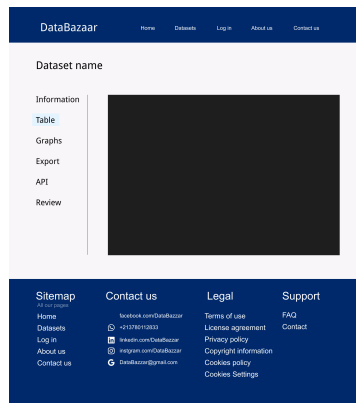 DataBazaar
Home Datasets Log in About us Contact us
Dataset name
Information
Table
Graphs
Export
API
Review
Sitemap
All our pages
Home
Datasets
Log in
About us
Contact us
Contact us
facebook.com/DataBazzar
+213780112833
linkedin.com/DataBazzar
instgram.com/DataBazzar
DataBazzar@gmail.com
Legal
Terms of use
License agreement
Privacy policy
Copyright information
Cookies policy
Cookies Settings
Support
FAQ
Contact